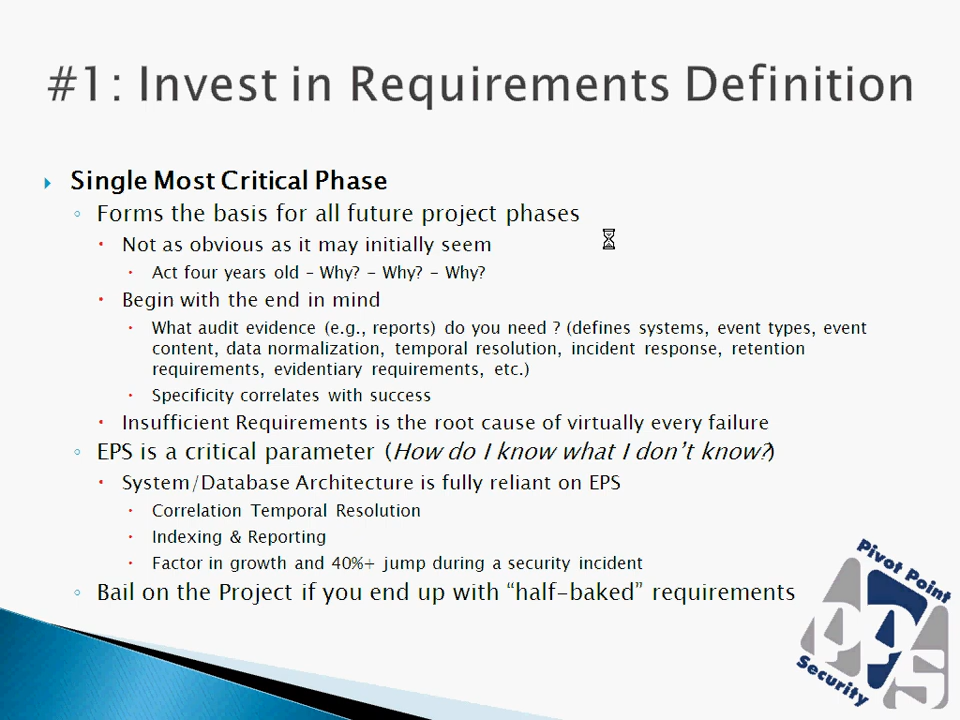 #1: Invest in Requirements Definition
Single Most Critical Phase
Forms the basis for all future project phases
Not as obvious as it may initially seem
Act four years old – Why? – Why? – Why?
Begin with the end in mind
What audit evidence (e.g., reports) do you need ? (defines systems, event types, event
content, data normalization, temporal resolution, incident response, retention
requirements, evidentiary requirements, etc.)
Specificity correlates with success
Insufficient Requirements is the root cause of virtually every failure
EPS is a critical parameter (How do I know what I don’t know?)
System/Database Architecture is fully reliant on EPS
Correlation Temporal Resolution
Indexing & Reporting
Factor in growth and 40%+ jump during a security incident
Bail on the Project if you end up with “half-baked” requirements
Pivot Point
PPS
Security